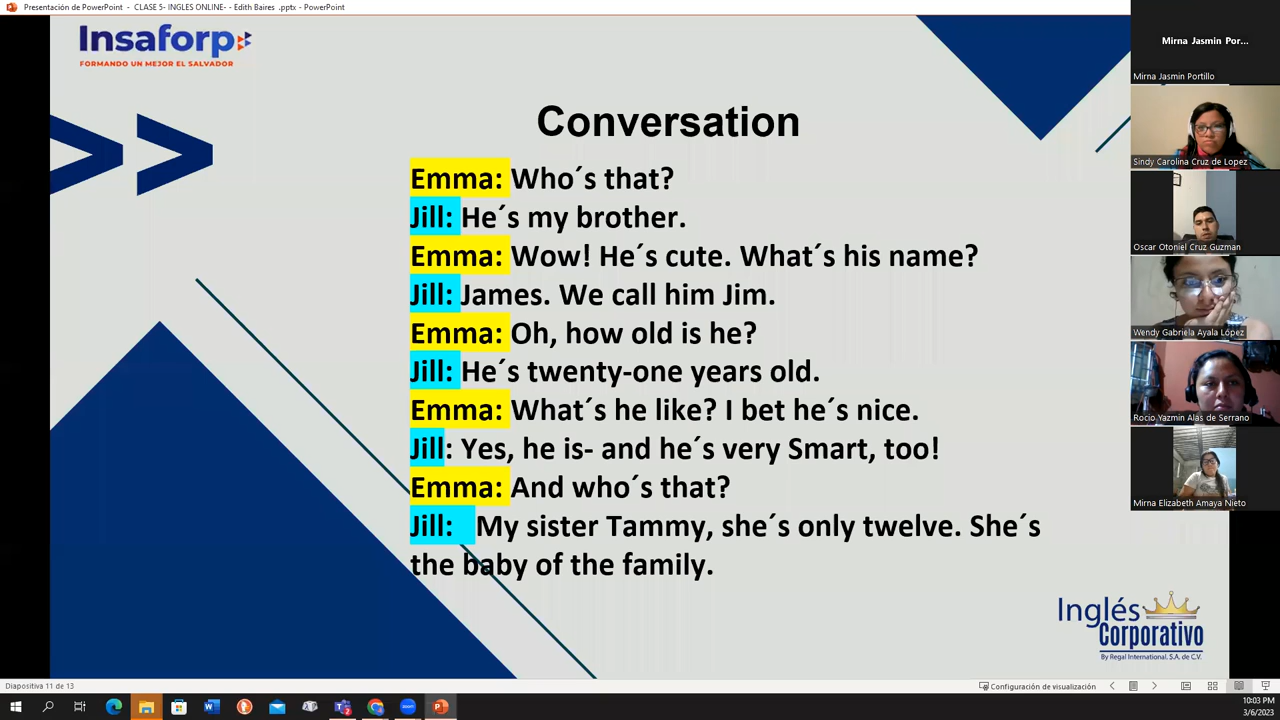 Presentación de PowerPoint - CLASE 5- INGLES ONLINE- - Edith Baires .pptx - PowerPoint
Insaforp
FORMANDO UN MEJOR EL SALVADOR
Conversation
Emma: Who´s that?
Jill: He´s my brother.
Emma: Wow! He´s cute. What´s his name?
Jill: James. We call him Jim.
Emma: Oh, how old is he?
Jill: He´s twenty-one years old.
Emma: What´s he like? I bet he´s nice.
Jill: Yes, he is- and he´s very Smart, too!
Emma: And who´s that?
Jill: My sister Tammy, she´s only twelve. She´s
the baby of the family.
Inglés
Corporativo
By Regal International. S.A. de C.V.
Mirna Jasmin Por...
Mirna Jasmin Portillo
Sindy Carolina Cruz de Lopez
Oscar Otoniel Cruz Guzman
Wendy Gabriela Ayala López
Rocio Yazmin Alas de Serrano
Mirna Elizabeth Amaya Nieto
Diapositiva 11 de 13
Configuración de visualización
10:03 PM
3/6/2023